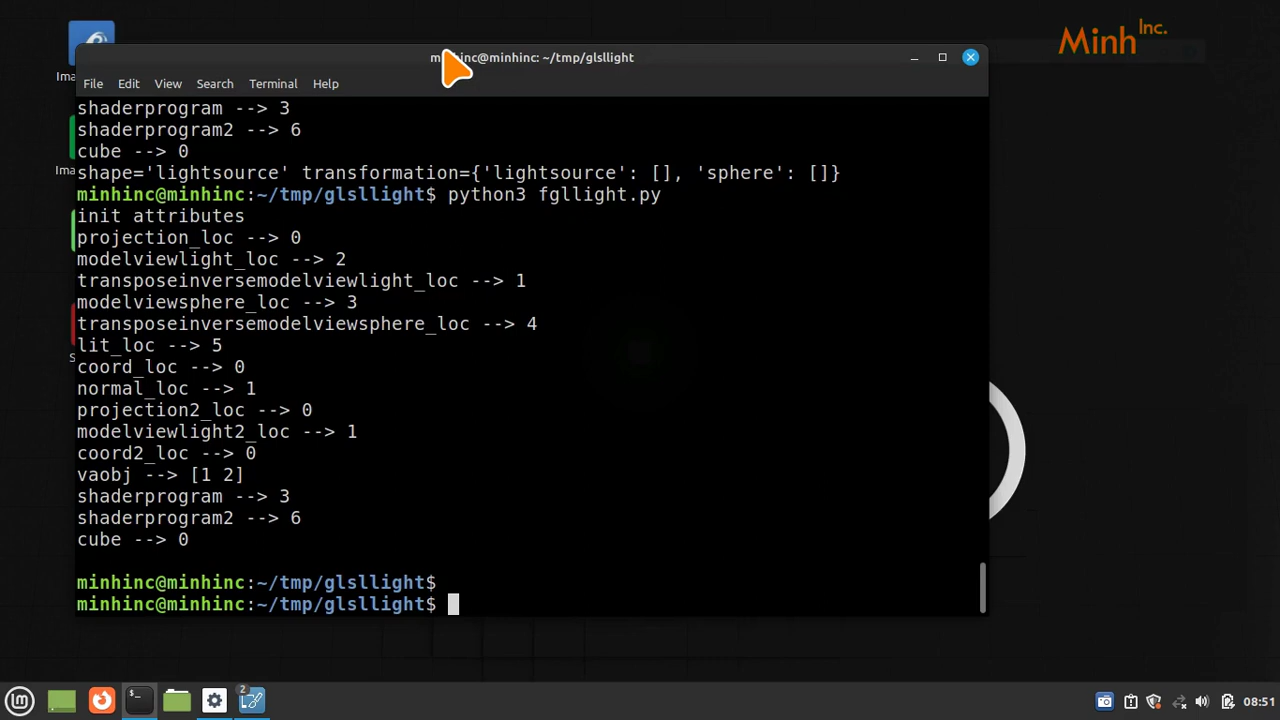 Minh Inc.
minhinc@minhinc: ~/tmp/glsllight
File Edit View Search Terminal Help
shaderprogram --> 3
shaderprogram2 --> 6
cube --> 0
shape='lightsource' transformation={'lightsource': [], 'sphere': []}
minhinc@minhinc:~/tmp/glsllight$ python3 fgllight.py
init attributes
projection_loc --> 0
modelviewlight_loc --> 2
transposeinversemodelviewlight_loc --> 1
modelviewsphere_loc --> 3
transposeinversemodelviewsphere_loc --> 4
lit_loc --> 5
coord_loc --> 0
normal_loc --> 1
projection2_loc --> 0
modelviewlight2_loc --> 1
coord2_loc --> 0
vaobj --> [1 2]
shaderprogram --> 3
shaderprogram2 --> 6
cube --> 0
minhinc@minhinc:~/tmp/glsllight$
minhinc@minhinc:~/tmp/glsllight$
2
08:51